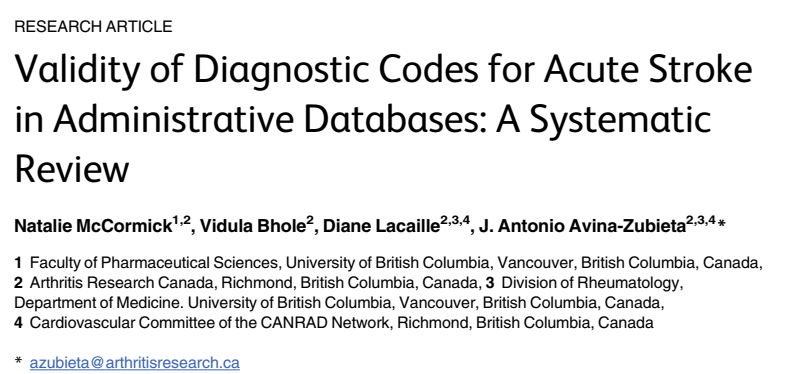 RESEARCH ARTICLE
Validity of Diagnostic Codes for Acute Stroke
in Administrative Databases: A Systematic
Review
Natalie McCormick1,2, Vidula Bhole2, Diane Lacaille2,3,4, J. Antonio Avina-Zubieta2,3,4*
1 Faculty of Pharmaceutical Sciences, University of British Columbia, Vancouver, British Columbia, Canada,
2 Arthritis Research Canada, Richmond, British Columbia, Canada, 3 Division of Rheumatology,
Department of Medicine. University of British Columbia, Vancouver, British Columbia, Canada,
4 Cardiovascular Committee of the CANRAD Network, Richmond, British Columbia, Canada
* azubieta@arthritisresearch.ca